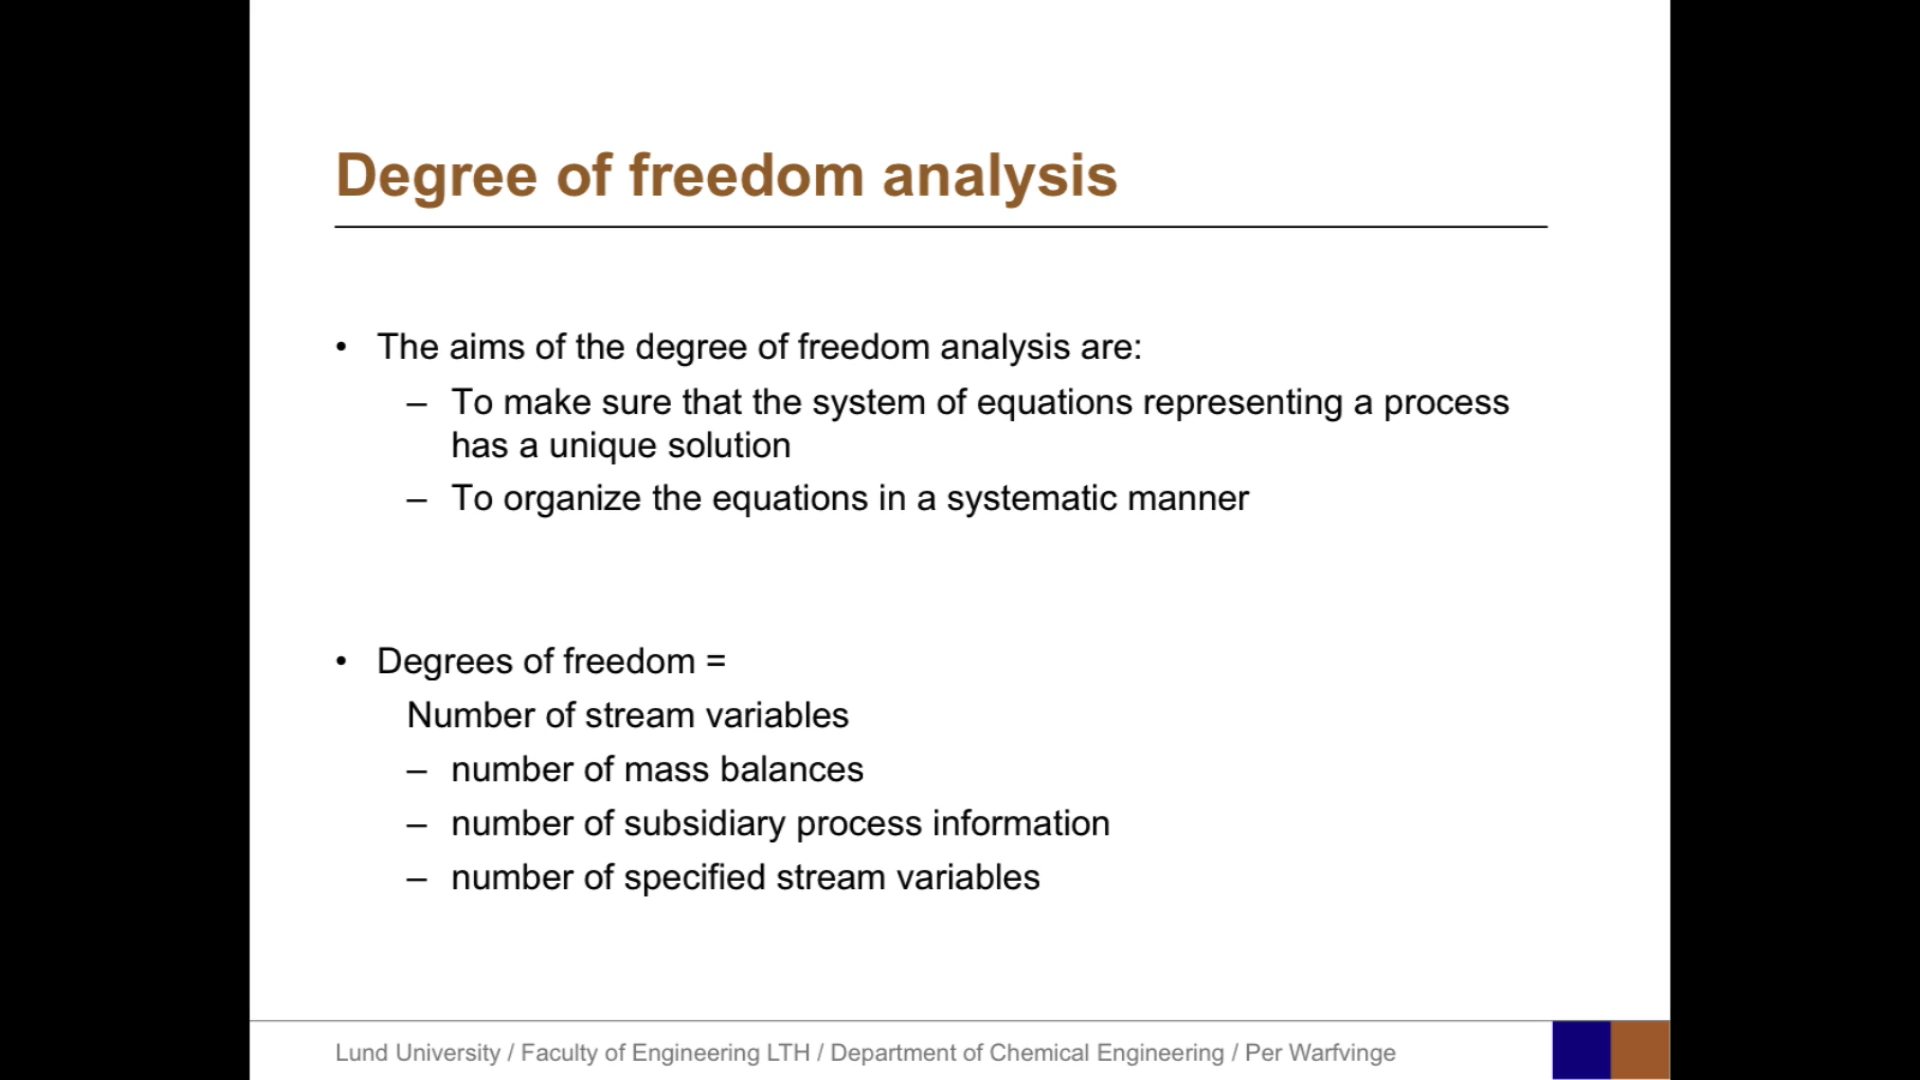 Degree of freedom analysis
• The aims of the degree of freedom analysis are:
– To make sure that the system of equations representing a process
has a unique solution
– To organize the equations in a systematic manner
• Degrees of freedom =
Number of stream variables
– number of mass balances
– number of subsidiary process information
– number of specified stream variables
Lund University / Faculty of Engineering LTH / Department of Chemical Engineering / Per Warfvinge